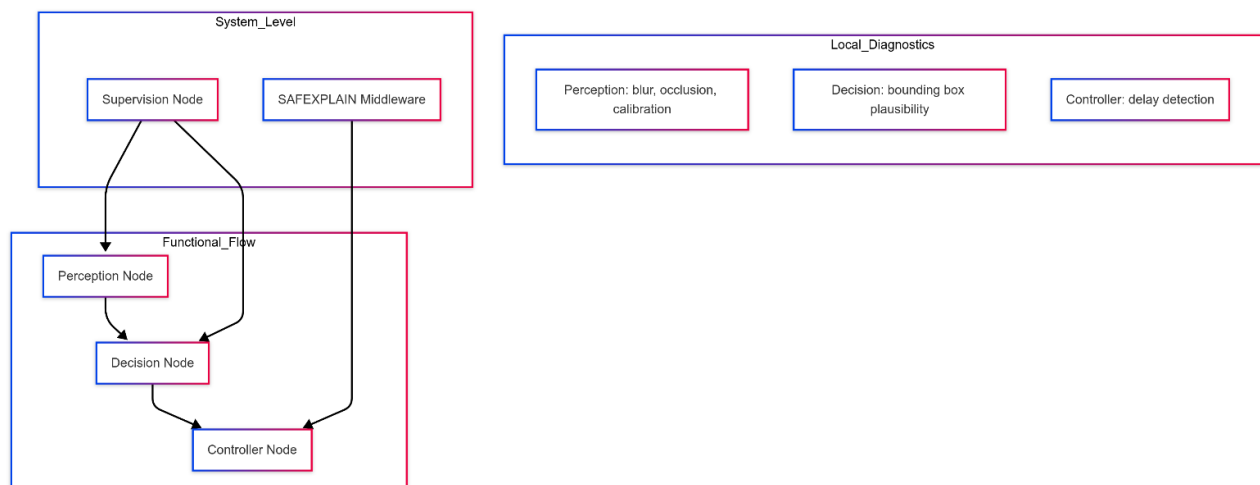 System_Level
Supervision Node
SAFEXPLAIN Middleware
Local_Diagnostics
Perception: blur, occlusion,
calibration
Decision: bounding box
plausibility
Controller: delay detection
Functional_Flow
Perception Node
Decision Node
Controller Node